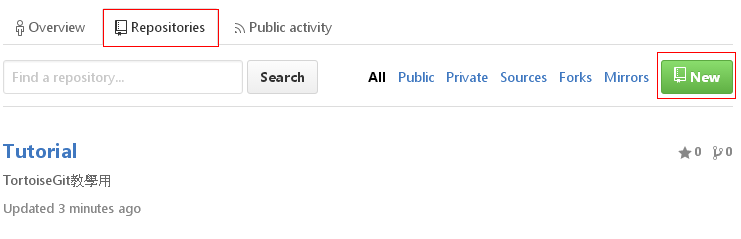 Overview Repositories Public activity
Find a repository... Search All Public Private Sources Forks Mirrors New
Tutorial 0 0
TortoiseGit教學用
Updated 3 minutes ago